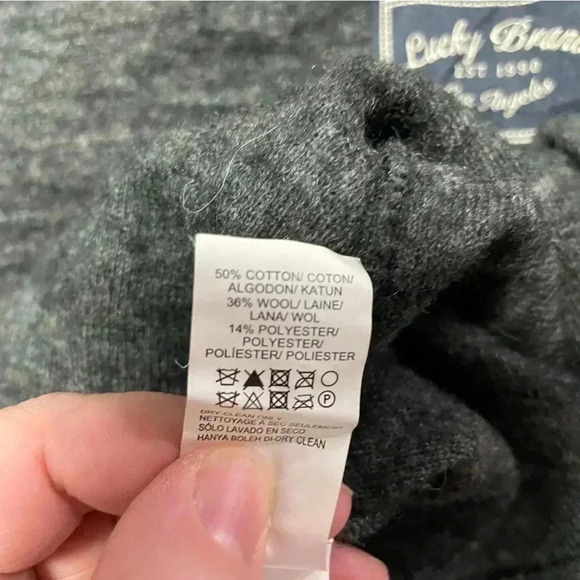 Lucky Bran
EST 1990
Los Angeles
50% COTTON/ COTON/
ALGODON/ KATUN
36% WOOL/ LAINE/
LANA/ WOL
14% POLYESTER/
POLYESTER/
POLIÉSTER/ POLIESTER
P
DRY CLEAN ONLY
NETTOYAGE A SEC SEULEMENT
SÓLO LAVADO EN SECO
HANYA BOLEH DI-DRY CLEAN